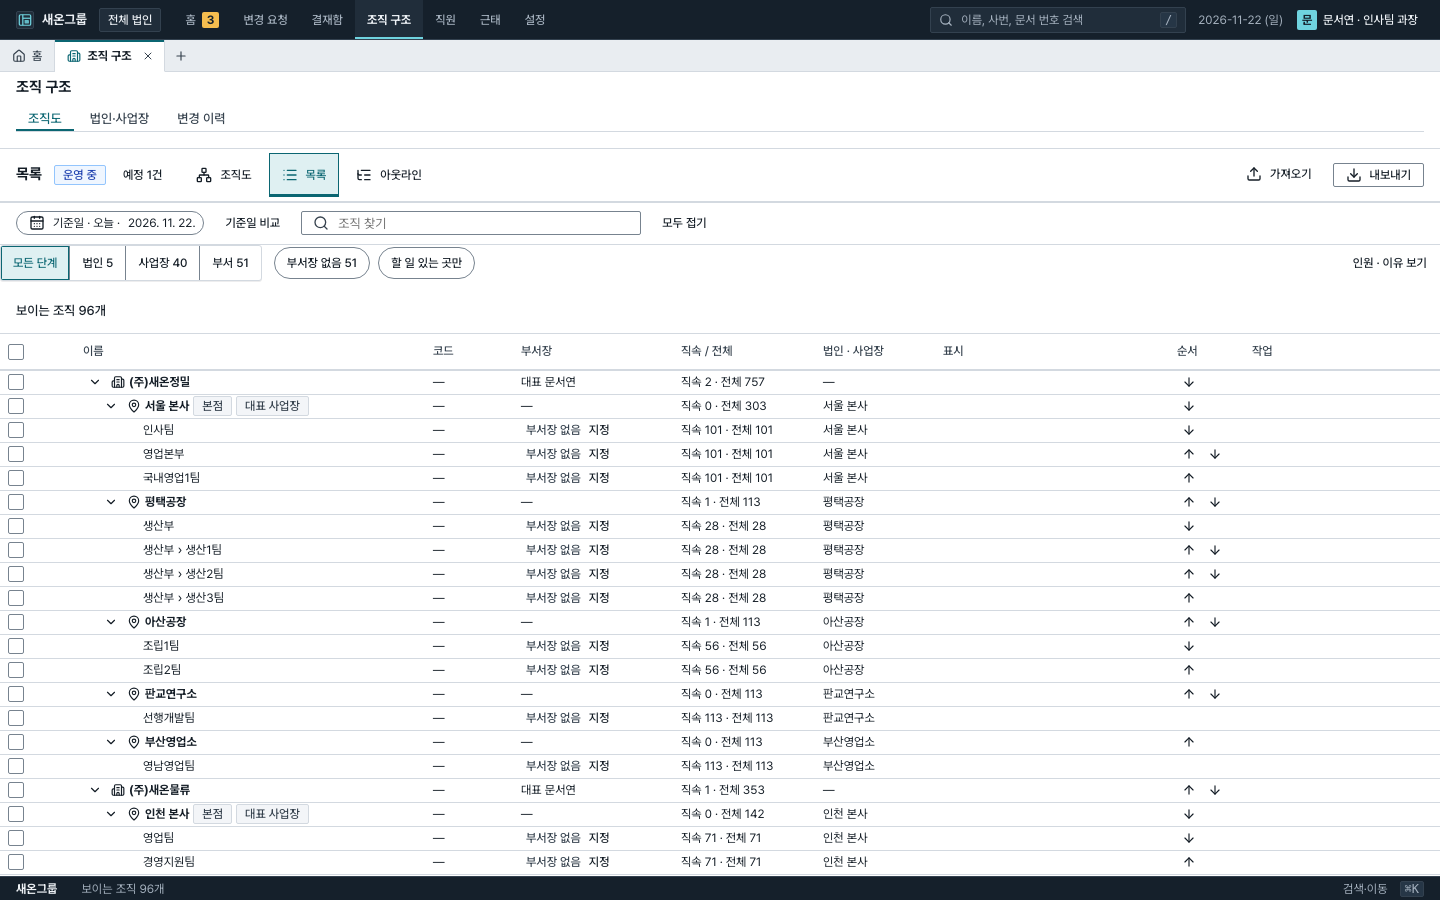 새온그룹 전체 법인 홈 3 변경 요청 결재함 조직 구조 직원 근태 설정 이름, 사번, 문서 번호 검색 / 2026-11-22 (일) 문 문서연 · 인사팀 과장
홈 조직 구조
조직 구조
조직도 법인·사업장 변경 이력
목록 운영 중 예정 1건 조직도 목록 아웃라인 가져오기 내보내기
기준일 · 오늘 · 2026. 11. 22. 기준일 비교 조직 찾기 모두 접기
모든 단계 법인 5 사업장 40 부서 51 부서장 없음 51 할 일 있는 곳만 인원 · 이유 보기
보이는 조직 96개
이름 코드 부서장 직속 / 전체 법인 · 사업장 표시 순서 작업
(주)새온정밀 — 대표 문서연 직속 2 · 전체 757 — ↓
서울 본사 본점 대표 사업장 — — 직속 0 · 전체 303 서울 본사 ↓
인사팀 — 부서장 없음 지정 직속 101 · 전체 101 서울 본사 ↓
영업본부 — 부서장 없음 지정 직속 101 · 전체 101 서울 본사 ↑ ↓
국내영업1팀 — 부서장 없음 지정 직속 101 · 전체 101 서울 본사 ↑
평택공장 — — 직속 1 · 전체 113 평택공장 ↑ ↓
생산부 — 부서장 없음 지정 직속 28 · 전체 28 평택공장 ↓
생산부 › 생산1팀 — 부서장 없음 지정 직속 28 · 전체 28 평택공장 ↑ ↓
생산부 › 생산2팀 — 부서장 없음 지정 직속 28 · 전체 28 평택공장 ↑ ↓
생산부 › 생산3팀 — 부서장 없음 지정 직속 28 · 전체 28 평택공장 ↑
아산공장 — — 직속 1 · 전체 113 아산공장 ↑ ↓
조립1팀 — 부서장 없음 지정 직속 56 · 전체 56 아산공장 ↓
조립2팀 — 부서장 없음 지정 직속 56 · 전체 56 아산공장 ↑
판교연구소 — — 직속 0 · 전체 113 판교연구소 ↑ ↓
선행개발팀 — 부서장 없음 지정 직속 113 · 전체 113 판교연구소
부산영업소 — — 직속 0 · 전체 113 부산영업소 ↑
영남영업팀 — 부서장 없음 지정 직속 113 · 전체 113 부산영업소
(주)새온물류 — 대표 문서연 직속 1 · 전체 353 — ↑ ↓
인천 본사 본점 대표 사업장 — — 직속 0 · 전체 142 인천 본사 ↓
영업팀 — 부서장 없음 지정 직속 71 · 전체 71 인천 본사 ↓
경영지원팀 — 부서장 없음 지정 직속 71 · 전체 71 인천 본사 ↑
새온그룹 보이는 조직 96개 검색·이동 ⌘K